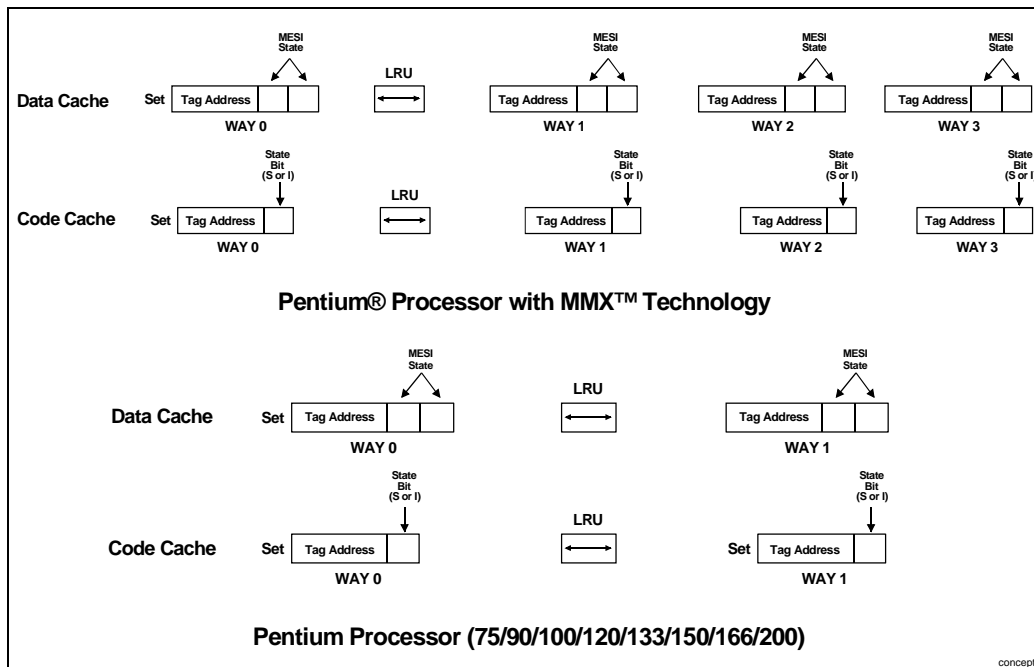 MESI
State
MESI
State
MESI
State
MESI
State
LRU
Data Cache
Set
Tag Address
Tag Address
Tag Address
Tag Address
WAY 0
WAY 1
WAY 2
WAY 3
State
Bit
(S or I)
State
Bit
(S or I)
State
Bit
(S or I)
State
Bit
(S or I)
LRU
Code Cache
Set
Tag Address
Tag Address
Tag Address
Tag Address
WAY 0
WAY 1
WAY 2
WAY 3
Pentium® Processor with MMX™ Technology
MESI
State
MESI
State
LRU
Data Cache
Set
Tag Address
Tag Address
WAY 0
WAY 1
State
Bit
(S or I)
State
Bit
(S or I)
LRU
Code Cache
Set
Tag Address
Set
Tag Address
WAY 0
WAY 1
Pentium Processor (75/90/100/120/133/150/166/200)
concept